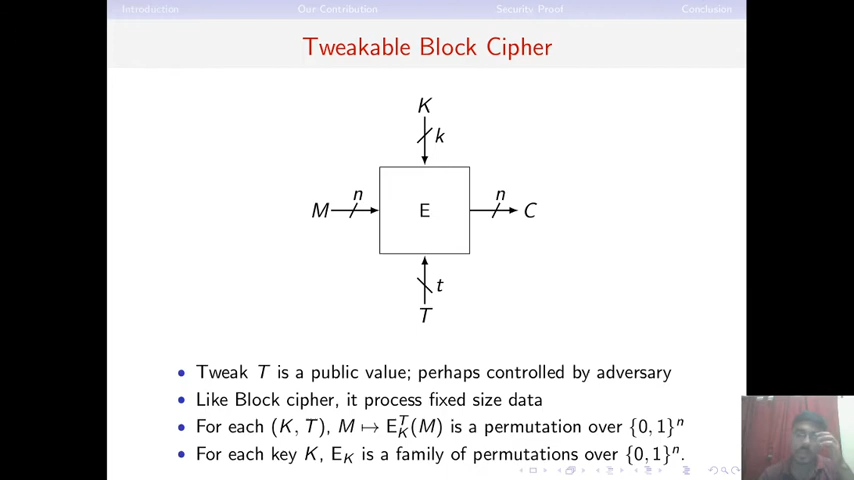 Introduction Our Contribution Security Proof Conclusion
Tweakable Block Cipher
K
k
M n E n C
t
T
• Tweak T is a public value; perhaps controlled by adversary
• Like Block cipher, it process fixed size data
• For each (K, T), M ↦ E_K^T(M) is a permutation over {0, 1}^n
• For each key K, E_K is a family of permutations over {0, 1}^n.